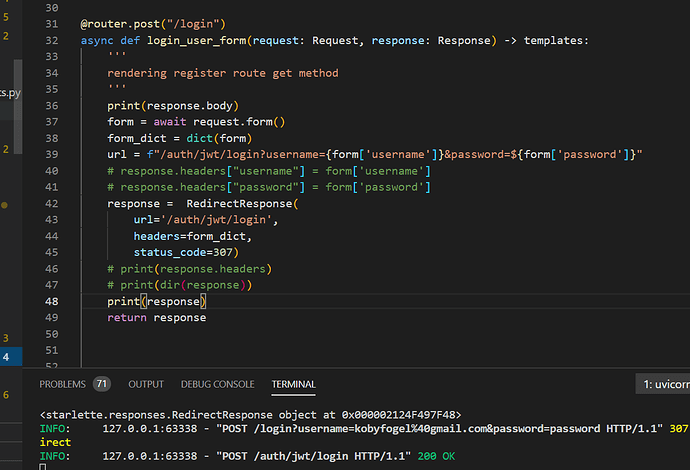 30
31 @router.post("/login")
32 async def login_user_form(request: Request, response: Response) -> templates:
33 '''
34 rendering register route get method
35 '''
36 print(response.body)
37 form = await request.form()
38 form_dict = dict(form)
39 url = f"/auth/jwt/login?username={form['username']}&password=${form['password']}"
40 # response.headers["username"] = form['username']
41 # response.headers["password"] = form['password']
42 response =  RedirectResponse(
43 url='/auth/jwt/login',
44 headers=form_dict,
45 status_code=307)
46 # print(response.headers)
47 # print(dir(response))
48 print(response)
49 return response
50
51
52
5
2
ts.py
2
3
4
6
PROBLEMS 71 OUTPUT DEBUG CONSOLE TERMINAL 1: uvicorn
<starlette.responses.RedirectResponse object at 0x000002124F497F48>
INFO: 127.0.0.1:63338 - "POST /login?username=kobyfogel%40gmail.com&password=password HTTP/1.1" 307
irect
INFO: 127.0.0.1:63338 - "POST /auth/jwt/login HTTP/1.1" 200 OK